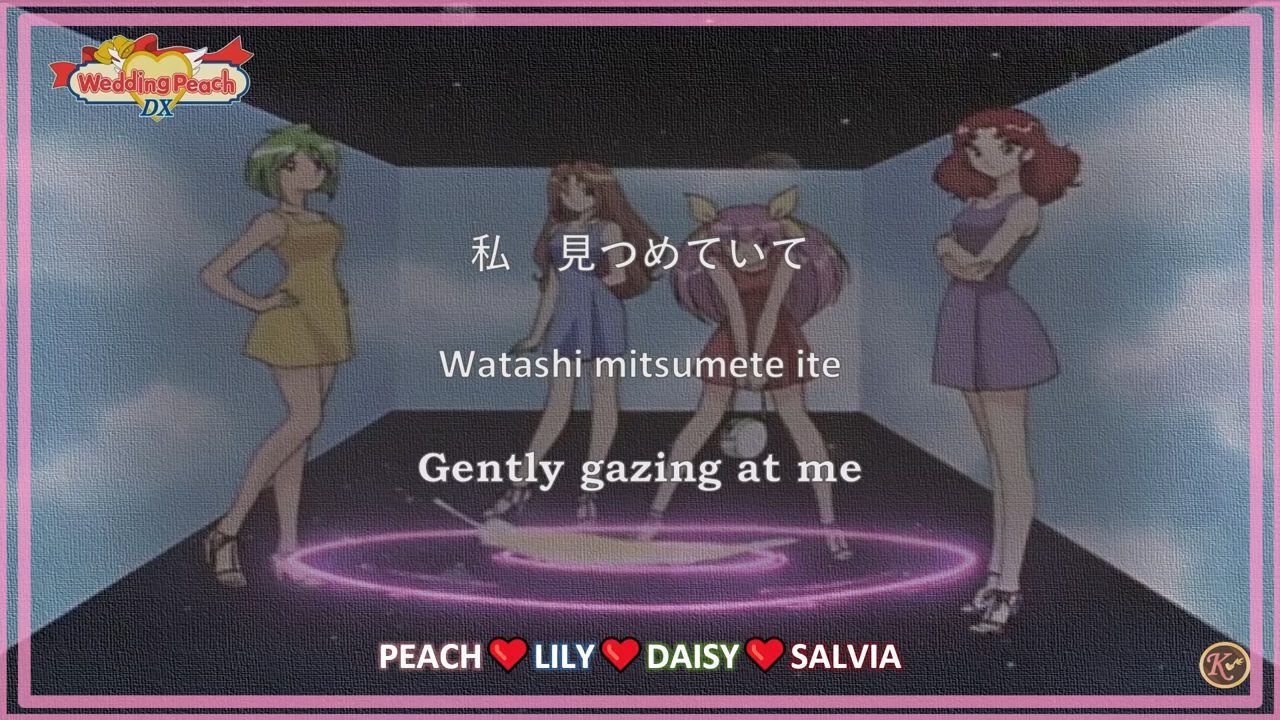 Wedding Peach
DX
私　見つめていて
Watashi mitsumete ite
Gently gazing at me
PEACH❤LILY❤DAISY❤SALVIA
K